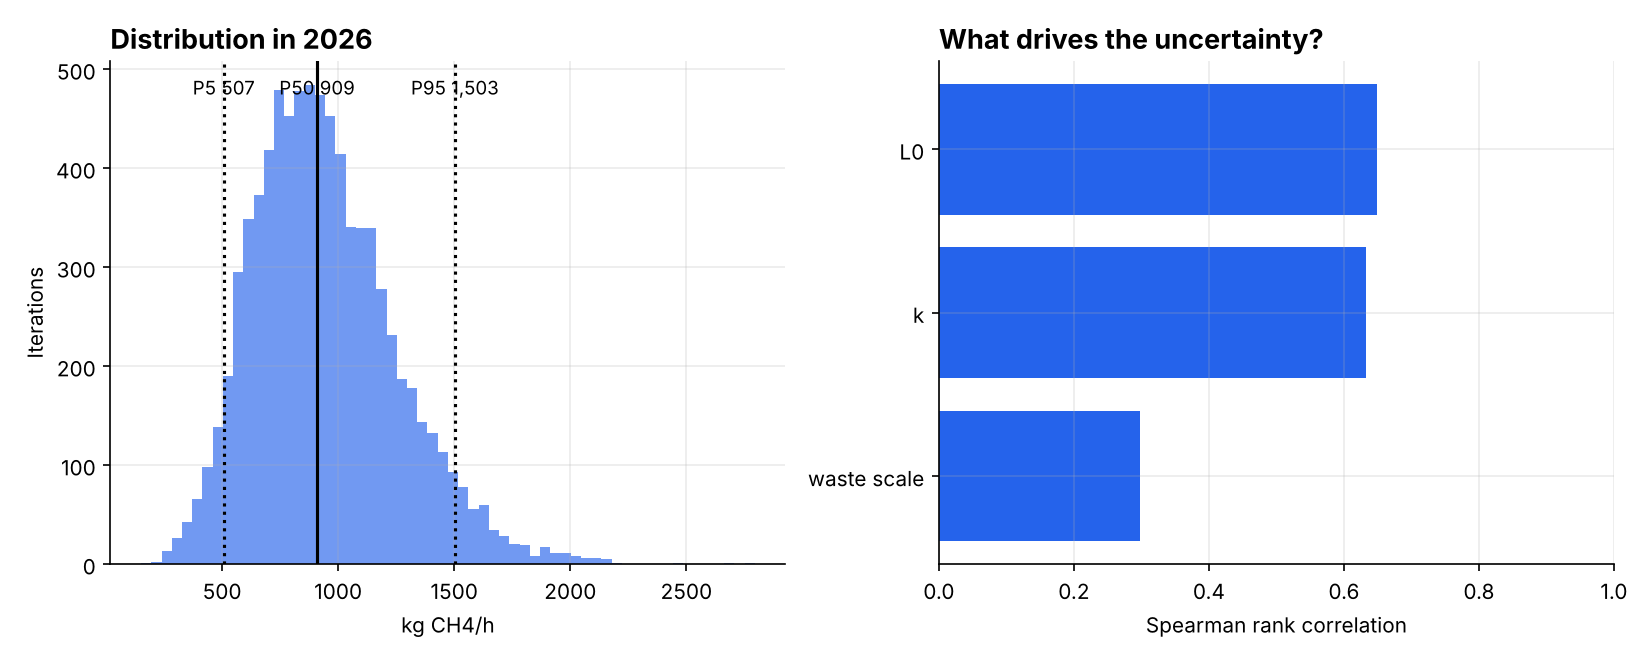 Distribution in 2026
P5 507
P50 909
P95 1,503
500
400
300
200
100
0
Iterations
500
1000
1500
2000
2500
kg CH4/h
What drives the uncertainty?
L0
k
waste scale
0.0
0.2
0.4
0.6
0.8
1.0
Spearman rank correlation